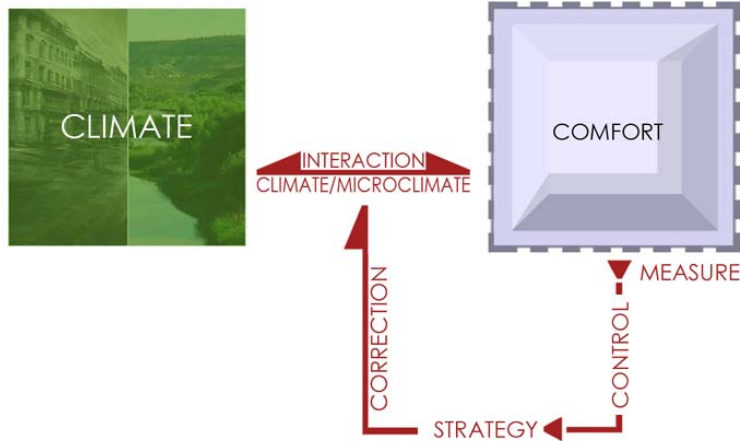 CLIMATE
COMFORT
INTERACTION
CLIMATE/MICROCLIMATE
MEASURE
CONTROL
CORRECTION
STRATEGY